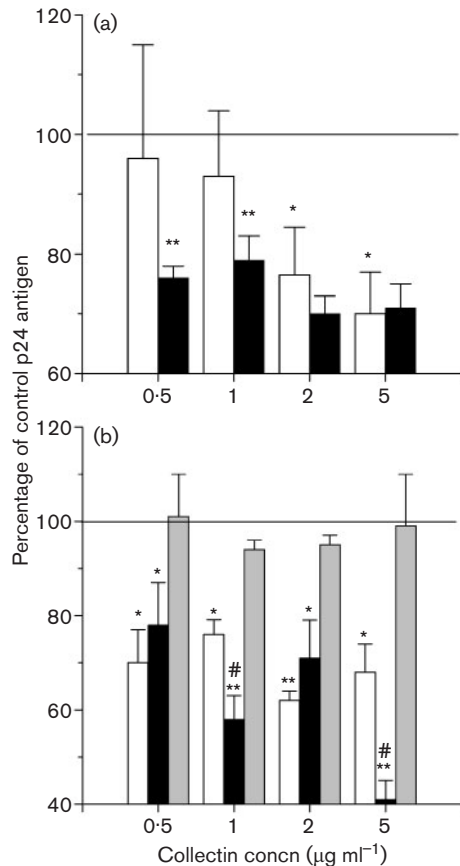 (a)
120
100
80
60
** ** * *
0·5 1 2 5
Percentage of control p24 antigen
(b)
120
100
80
60
40
* * * # ** ** * * # **
0·5 1 2 5
Collectin concn (μg ml⁻¹)